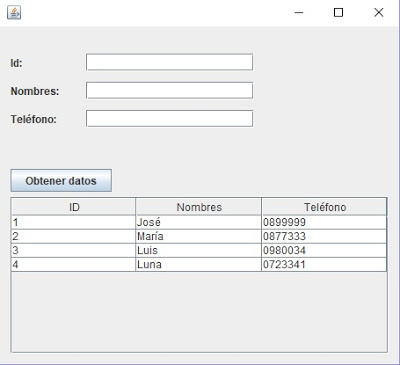 Id:
Nombres:
Teléfono:
Obtener datos
ID Nombres Teléfono
1 José 0899999
2 María 0877333
3 Luis 0980034
4 Luna 0723341